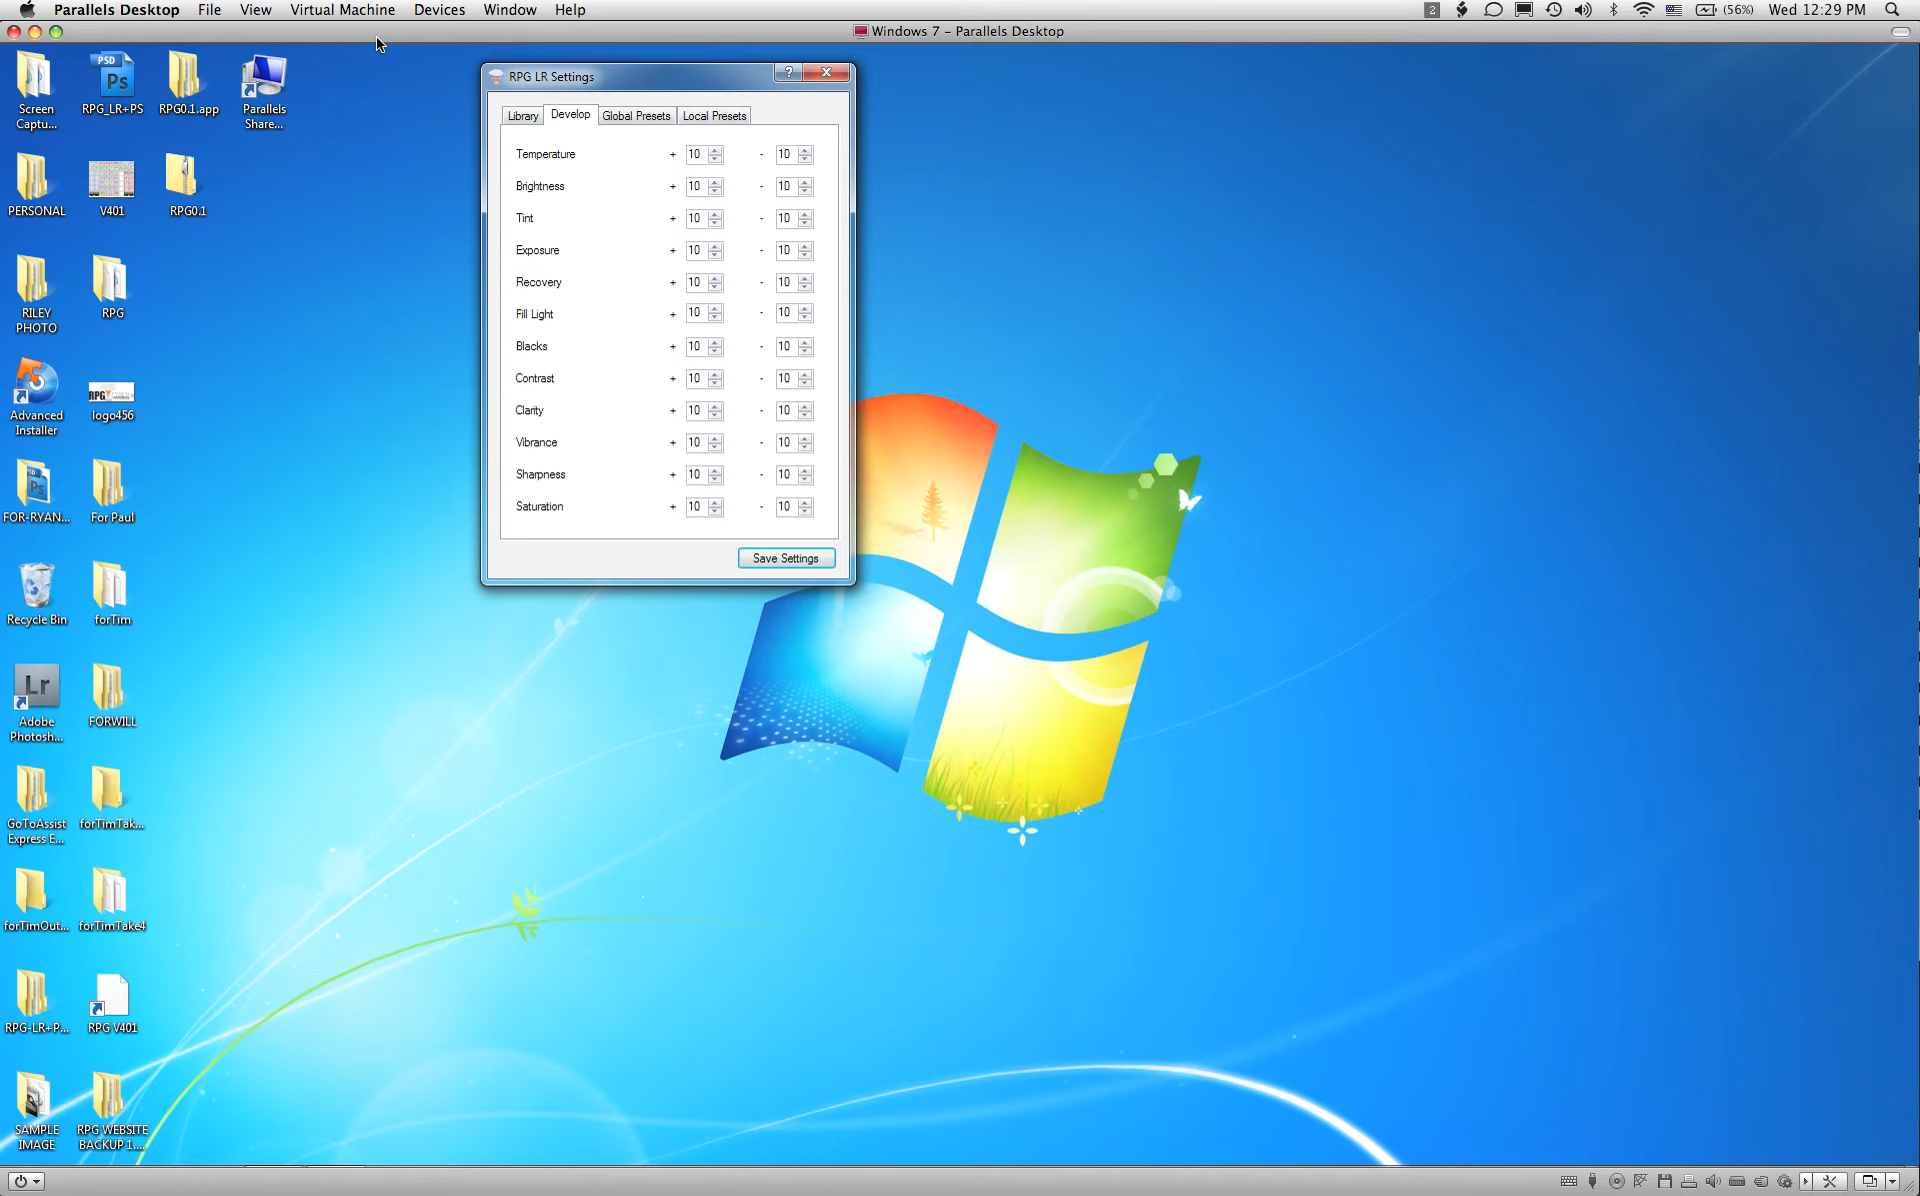 Parallels Desktop File View Virtual Machine Devices Window Help
2 (56%) Wed 12:29 PM
Windows 7 - Parallels Desktop
Screen Captu...
RPG_LR+PS
RPG0.1.app
Parallels Share...
PSD
Ps
PERSONAL
V401
RPG0.1
RILEY PHOTO
RPG
Advanced Installer
logo456
FOR-RYAN...
For Paul
Recycle Bin
forTim
Lr
Adobe Photosh...
FORWILL
GoToAssist Express E...
forTimTak...
forTimOut...
forTimTake4
RPG-LR+P...
RPG V401
SAMPLE IMAGE
RPG WEBSITE BACKUP 1....
RPG LR Settings
?
Library Develop Global Presets Local Presets
Temperature + 10 - 10
Brightness + 10 - 10
Tint + 10 - 10
Exposure + 10 - 10
Recovery + 10 - 10
Fill Light + 10 - 10
Blacks + 10 - 10
Contrast + 10 - 10
Clarity + 10 - 10
Vibrance + 10 - 10
Sharpness + 10 - 10
Saturation + 10 - 10
Save Settings